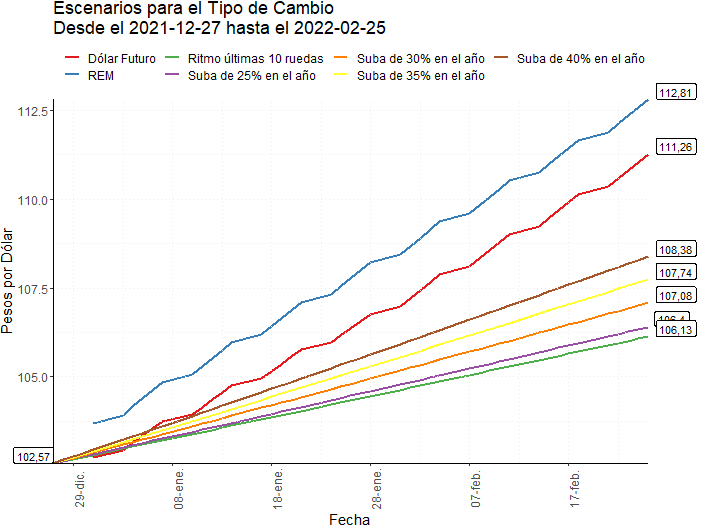 Escenarios para el Tipo de Cambio
Desde el 2021-12-27 hasta el 2022-02-25
Dólar Futuro
Ritmo últimas 10 ruedas
Suba de 30% en el año
Suba de 40% en el año
REM
Suba de 25% en el año
Suba de 35% en el año
112,81
112.5
111,26
110.0
108,38
107,74
107.5
107,08
106,4
106,13
105.0
102,57
Pesos por Dólar
29-dic.
08-ene.
18-ene.
28-ene.
07-feb.
17-feb.
Fecha